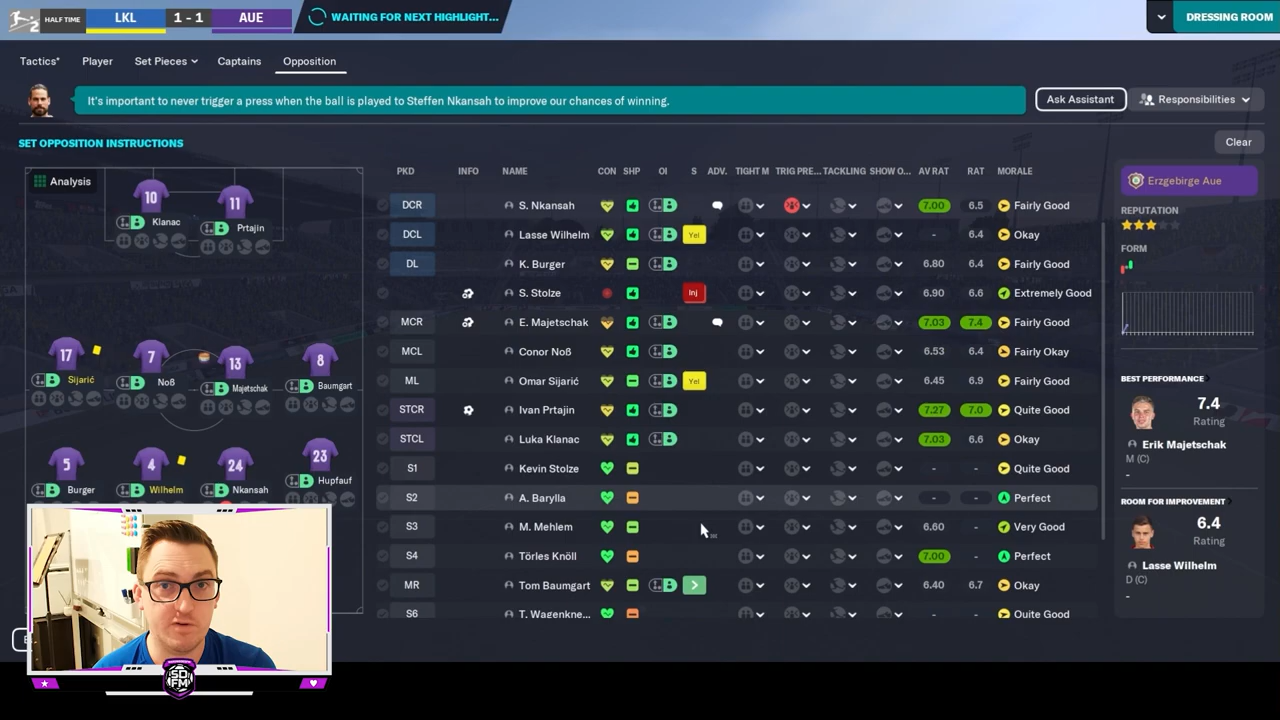 HALF TIME LKL 1 - 1 AUE WAITING FOR NEXT HIGHLIGHT... DRESSING ROOM
Tactics* Player Set Pieces Captains Opposition
It's important to never trigger a press when the ball is played to Steffen Nkansah to improve our chances of winning. Ask Assistant Responsibilities
SET OPPOSITION INSTRUCTIONS Clear
Analysis
10 Klanac
11 Prtajin
17 Sijarić
7 Noß
13 Majetschak
8 Baumgart
5 Burger
4 Wilhelm
24 Nkansah
23 Hupfauf
PKD INFO NAME CON SHP OI S ADV. TIGHT M TRIG PRE... TACKLING SHOW O... AV RAT RAT MORALE
DCR S. Nkansah 7.00 6.5 Fairly Good
DCL Lasse Wilhelm Yel - 6.4 Okay
DL K. Burger 6.80 6.4 Fairly Good
S. Stolze Inj 6.90 6.6 Extremely Good
MCR E. Majetschak 7.03 7.4 Fairly Good
MCL Conor Noß 6.53 6.4 Fairly Okay
ML Omar Sijarić Yel 6.45 6.9 Fairly Good
STCR Ivan Prtajin 7.27 7.0 Quite Good
STCL Luka Klanac 7.03 6.6 Okay
S1 Kevin Stolze - - Quite Good
S2 A. Barylla - - Perfect
S3 M. Mehlem 6.60 - Very Good
S4 Törles Knöll 7.00 - Perfect
MR Tom Baumgart 6.40 6.7 Okay
S6 T. Wagenkne... - - Quite Good
Erzgebirge Aue
REPUTATION
FORM
BEST PERFORMANCE
7.4
Rating
Erik Majetschak
M (C)
-
ROOM FOR IMPROVEMENT
6.4
Rating
Lasse Wilhelm
D (C)
-
SD
FM